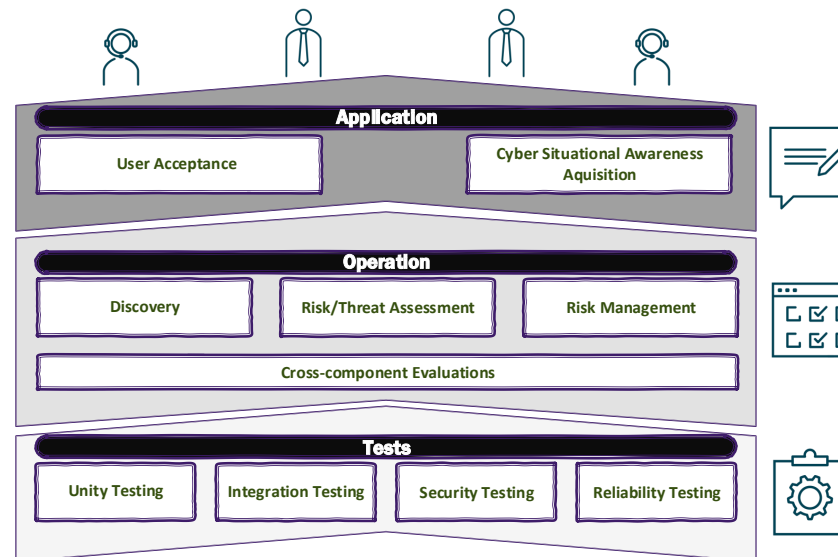 Application
User Acceptance
Cyber Situational Awareness
Aquisition
Operation
Discovery
Risk/Threat Assessment
Risk Management
Cross-component Evaluations
Tests
Unity Testing
Integration Testing
Security Testing
Reliability Testing